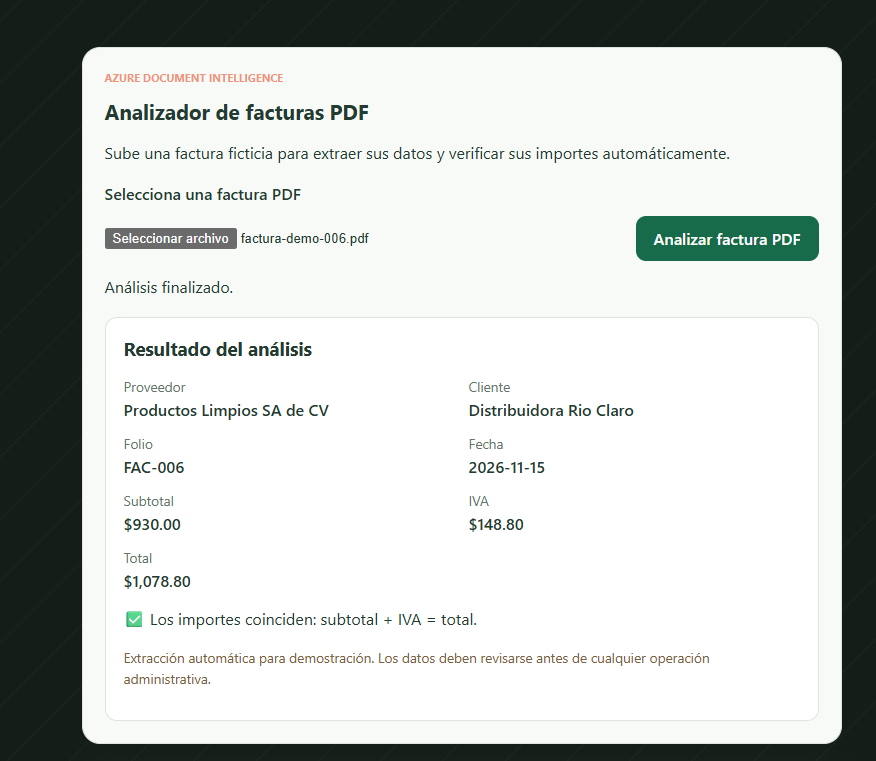 AZURE DOCUMENT INTELLIGENCE
Analizador de facturas PDF
Sube una factura ficticia para extraer sus datos y verificar sus importes automáticamente.
Selecciona una factura PDF
Seleccionar archivo factura-demo-006.pdf
Analizar factura PDF
Análisis finalizado.
Resultado del análisis
Proveedor
Productos Limpios SA de CV
Cliente
Distribuidora Rio Claro
Folio
FAC-006
Fecha
2026-11-15
Subtotal
$930.00
IVA
$148.80
Total
$1,078.80
✅ Los importes coinciden: subtotal + IVA = total.
Extracción automática para demostración. Los datos deben revisarse antes de cualquier operación
administrativa.